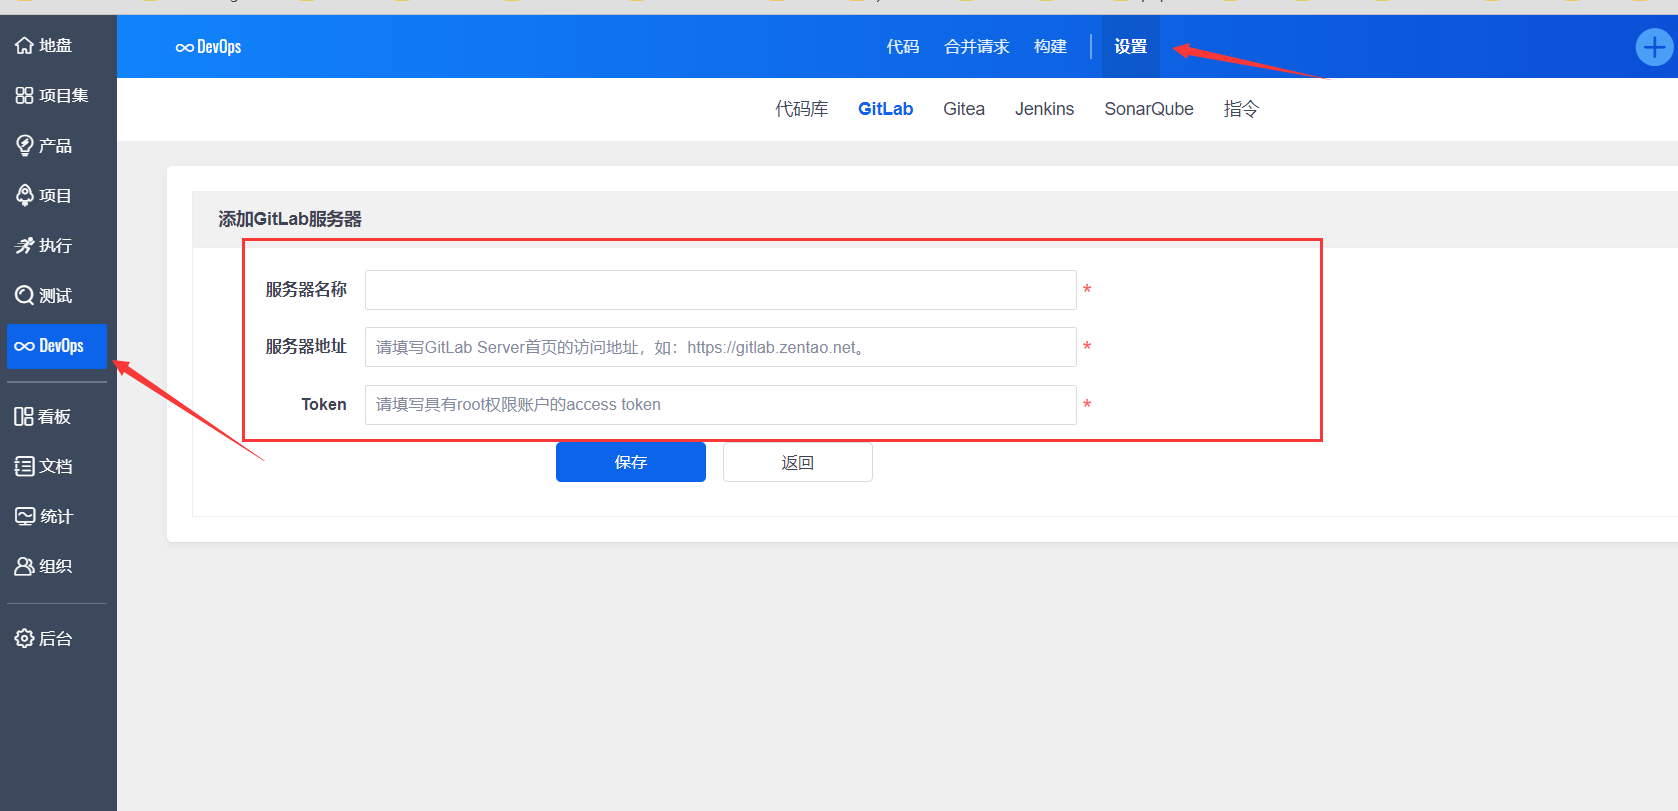 地盘
项目集
产品
项目
执行
测试
DevOps
看板
文档
统计
组织
后台
DevOps
代码 合并请求 构建 设置
代码库 GitLab Gitea Jenkins SonarQube 指令
添加GitLab服务器
服务器名称 *
服务器地址 请填写GitLab Server首页的访问地址，如：https://gitlab.zentao.net。 *
Token 请填写具有root权限账户的access token *
保存 返回